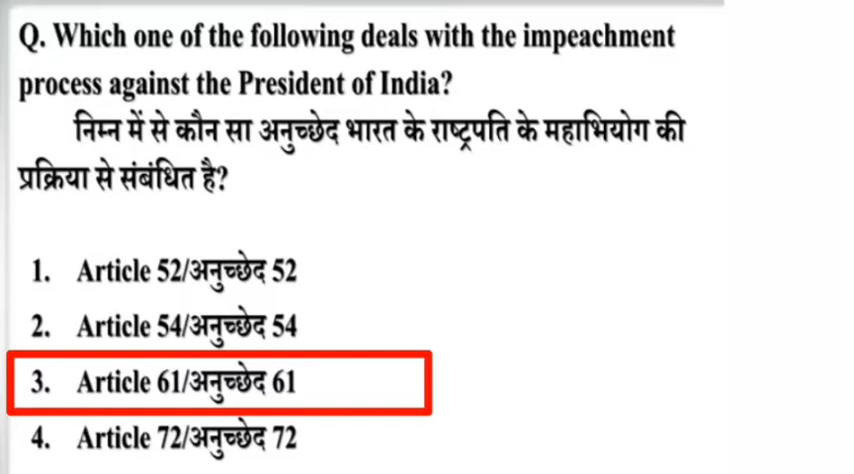 Q. Which one of the following deals with the impeachment
process against the President of India?
निम्न में से कौन सा अनुच्छेद भारत के राष्ट्रपति के महाभियोग की
प्रक्रिया से संबंधित है?
1. Article 52/अनुच्छेद 52
2. Article 54/अनुच्छेद 54
3. Article 61/अनुच्छेद 61
4. Article 72/अनुच्छेद 72